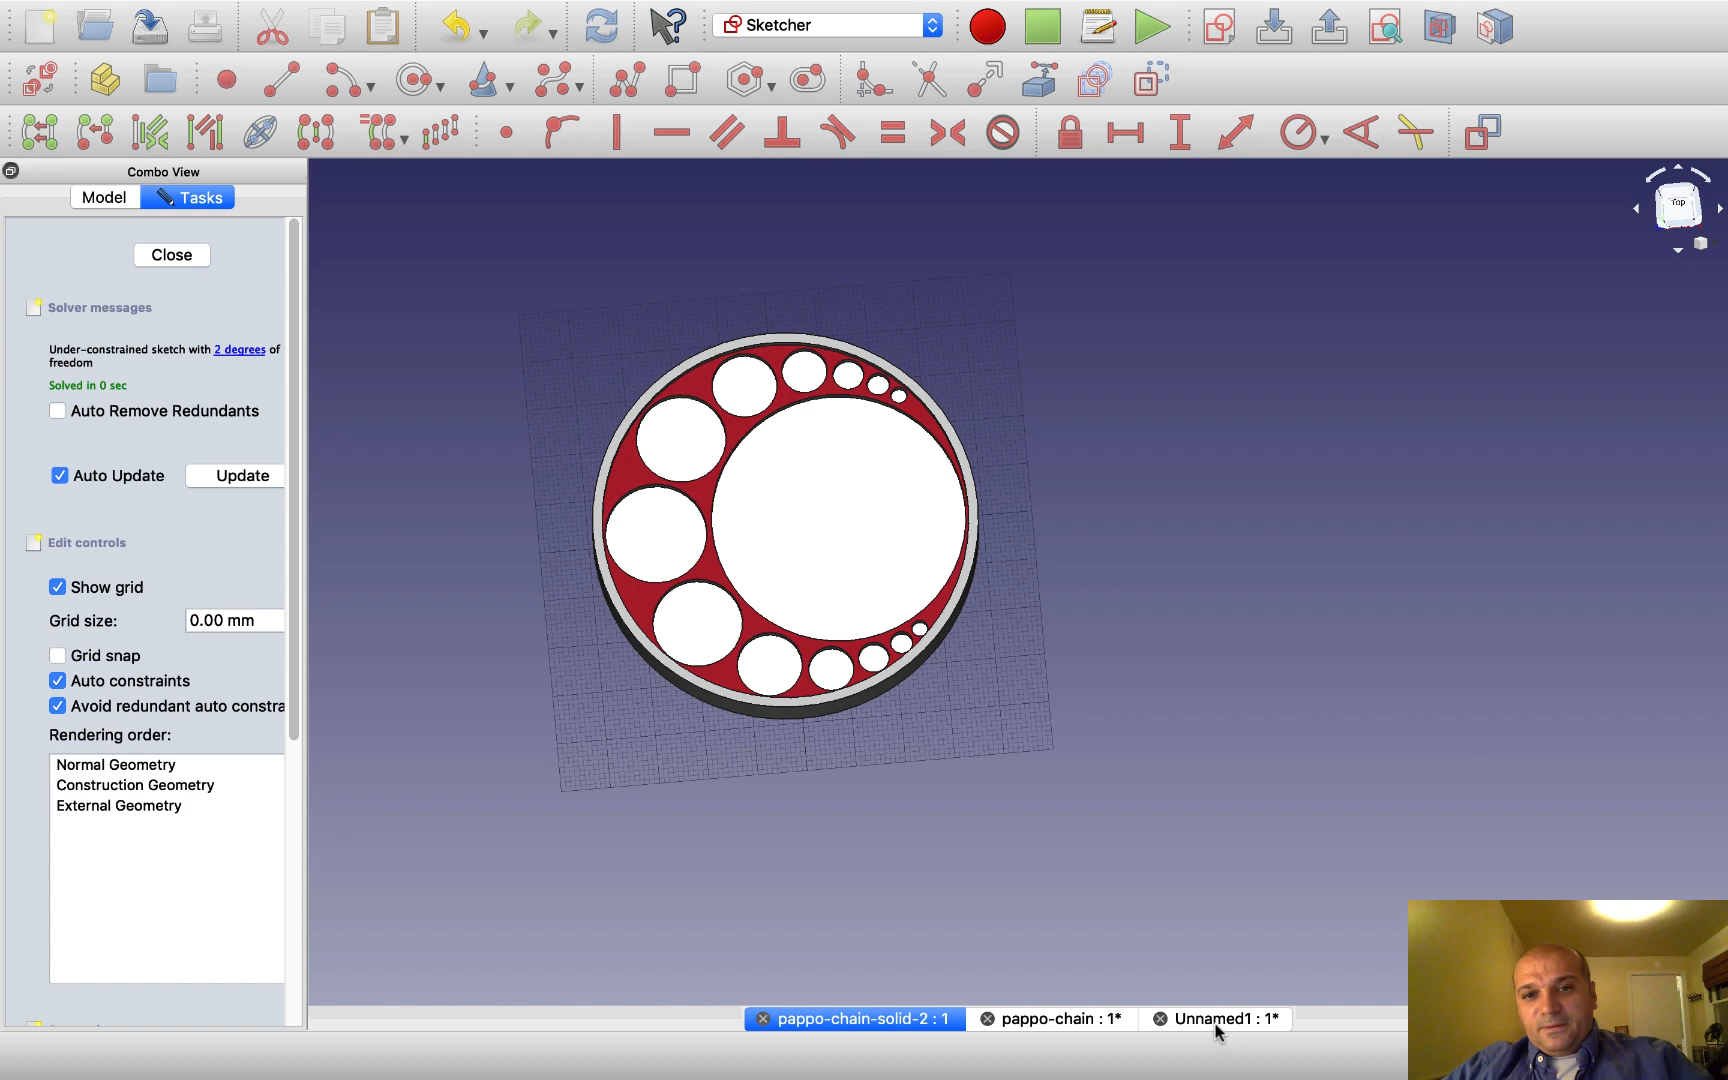 Sketcher
Combo View
Model
Tasks
Close
Solver messages
Under-constrained sketch with 2 degrees of
freedom
Solved in 0 sec
Auto Remove Redundants
Auto Update
Update
Edit controls
Show grid
Grid size:
0.00 mm
Grid snap
Auto constraints
Avoid redundant auto constra
Rendering order:
Normal Geometry
Construction Geometry
External Geometry
Top
pappo-chain-solid-2 : 1
pappo-chain : 1*
Unnamed1 : 1*